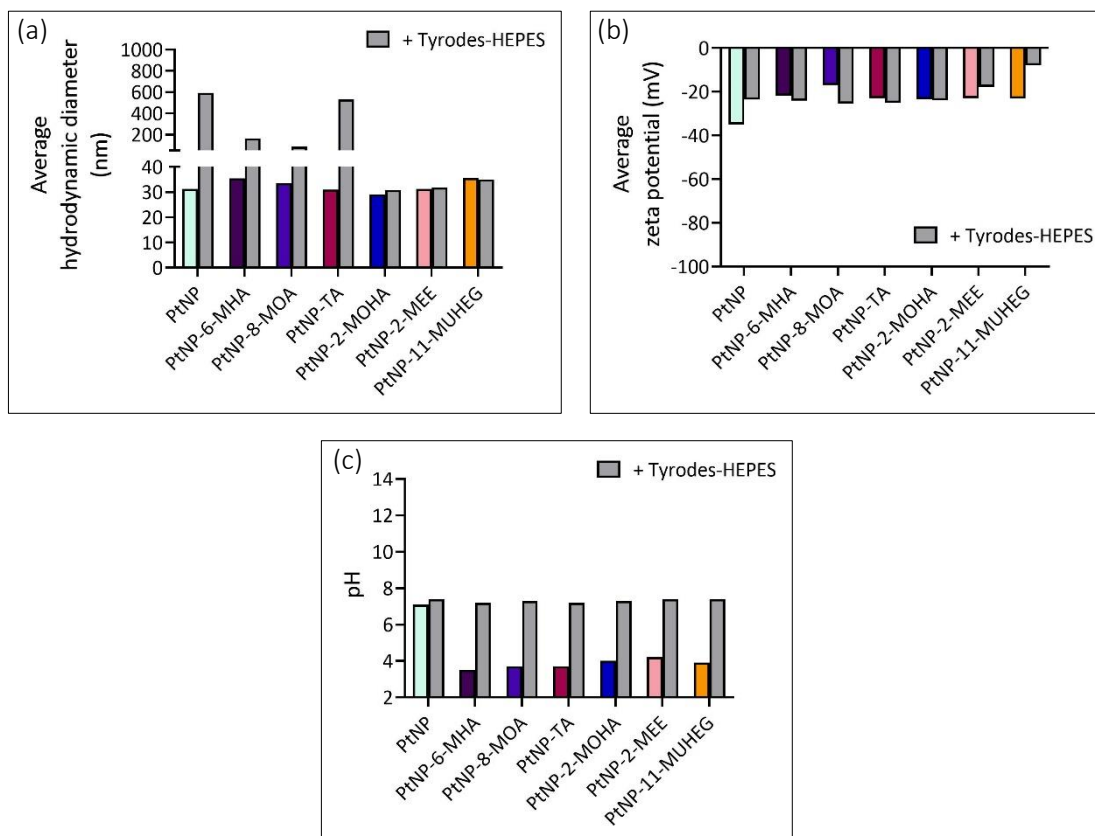 (a)
+ Tyrodes-HEPES
Average
hydrodynamic diameter
(nm)
1000
800
600
400
200
40
30
20
10
0
PtNP
PtNP-6-MHA
PtNP-8-MOA
PtNP-TA
PtNP-2-MOHA
PtNP-2-MEE
PtNP-11-MUHEG
(b)
Average
zeta potential (mV)
0
-20
-40
-60
-80
-100
+ Tyrodes-HEPES
PtNP
PtNP-6-MHA
PtNP-8-MOA
PtNP-TA
PtNP-2-MOHA
PtNP-2-MEE
PtNP-11-MUHEG
(c)
+ Tyrodes-HEPES
pH
14
12
10
8
6
4
2
PtNP
PtNP-6-MHA
PtNP-8-MOA
PtNP-TA
PtNP-2-MOHA
PtNP-2-MEE
PtNP-11-MUHEG